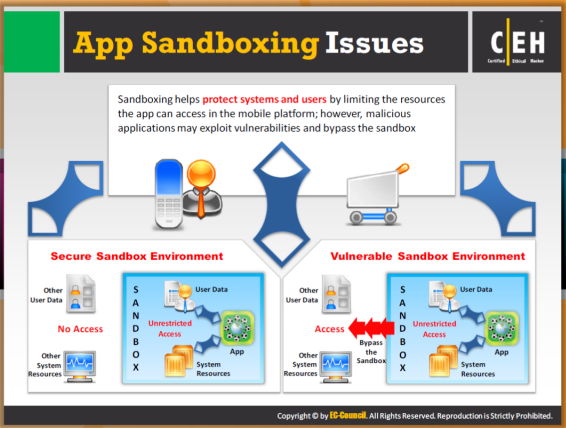 App Sandboxing Issues
CEH
Certified Ethical Hacker
Sandboxing helps protect systems and users by limiting the resources
the app can access in the mobile platform; however, malicious
applications may exploit vulnerabilities and bypass the sandbox
Secure Sandbox Environment
Other
User Data
No Access
Other
System
Resources
SANDBOX
User Data
Unrestricted
Access
App
System
Resources
Vulnerable Sandbox Environment
Other
User Data
Access
Bypass
the
Sandbox
Other
System
Resources
SANDBOX
User Data
Unrestricted
Access
App
System
Resources
Copyright © by EC-Council. All Rights Reserved. Reproduction is Strictly Prohibited.